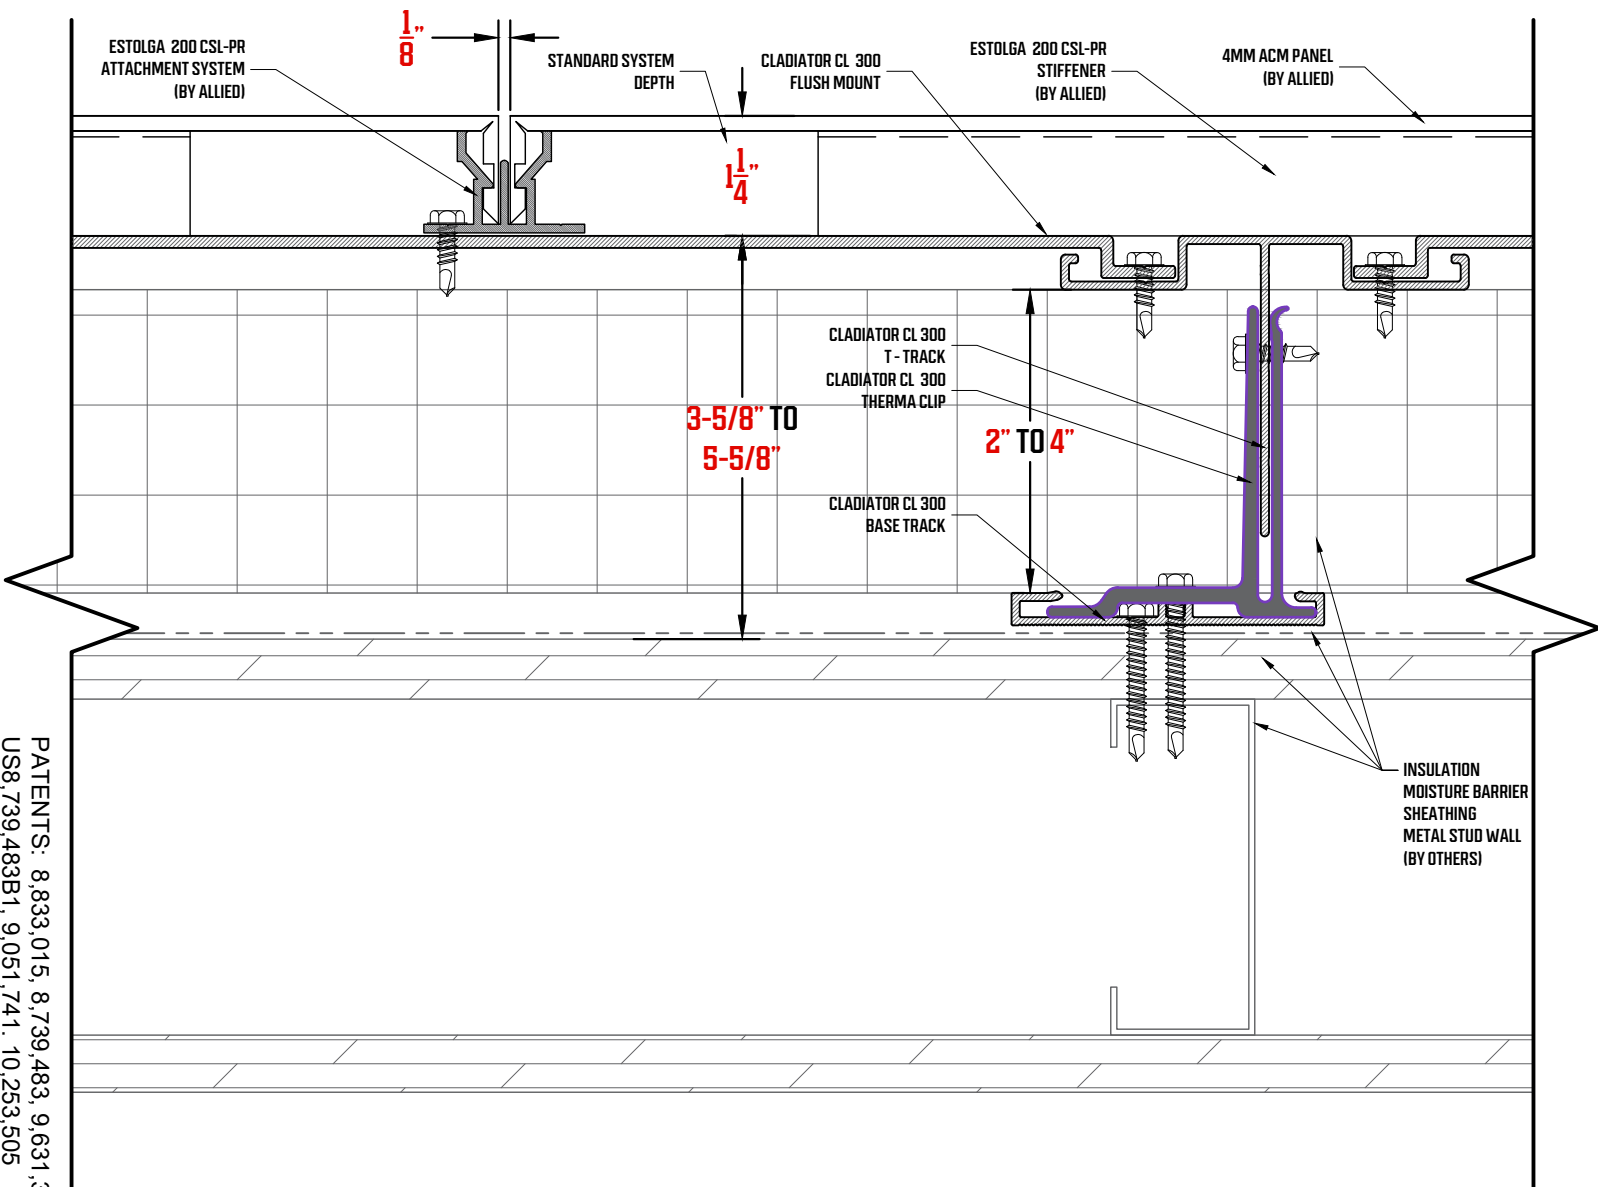 1/8"
ESTOLGA 200 CSL-PR
ATTACHMENT SYSTEM
(BY ALLIED)
STANDARD SYSTEM
DEPTH
CLADIATOR CL 300
FLUSH MOUNT
ESTOLGA 200 CSL-PR
STIFFENER
(BY ALLIED)
4MM ACM PANEL
(BY ALLIED)
1 1/4"
CLADIATOR CL 300
T - TRACK
CLADIATOR CL 300
THERMA CLIP
3-5/8" TO
5-5/8"
2" TO 4"
CLADIATOR CL 300
BASE TRACK
INSULATION
MOISTURE BARRIER
SHEATHING
METAL STUD WALL
(BY OTHERS)
PATENTS: 8,833,015, 8,739,483, 9,631,
US8,739,483B1, 9,051,741. 10,253,505